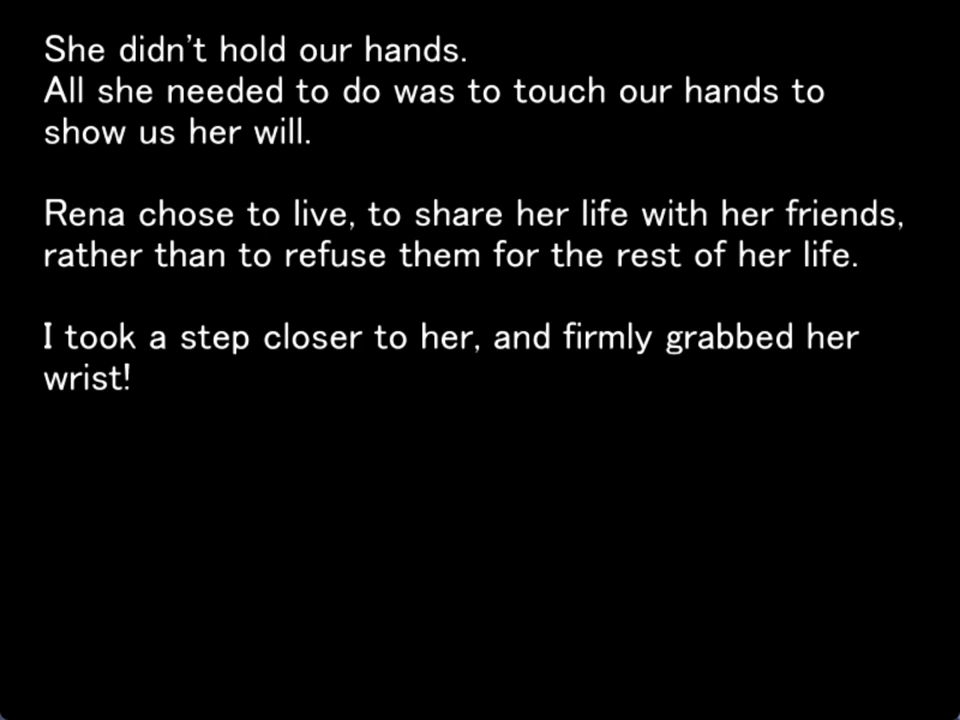 She didn’t hold our hands.
All she needed to do was to touch our hands to
show us her will.
Rena chose to live, to share her life with her friends,
rather than to refuse them for the rest of her life.
I took a step closer to her, and firmly grabbed her
wrist!